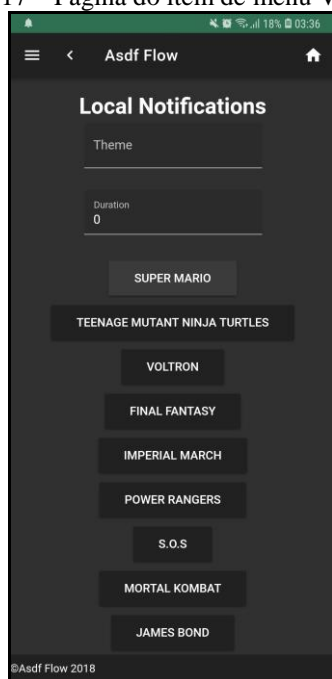 Página do item de menu
18% 03:36
Asdf Flow
Local Notifications
Theme
Duration
0
SUPER MARIO
TEENAGE MUTANT NINJA TURTLES
VOLTRON
FINAL FANTASY
IMPERIAL MARCH
POWER RANGERS
S.O.S
MORTAL KOMBAT
JAMES BOND
©Asdf Flow 2018